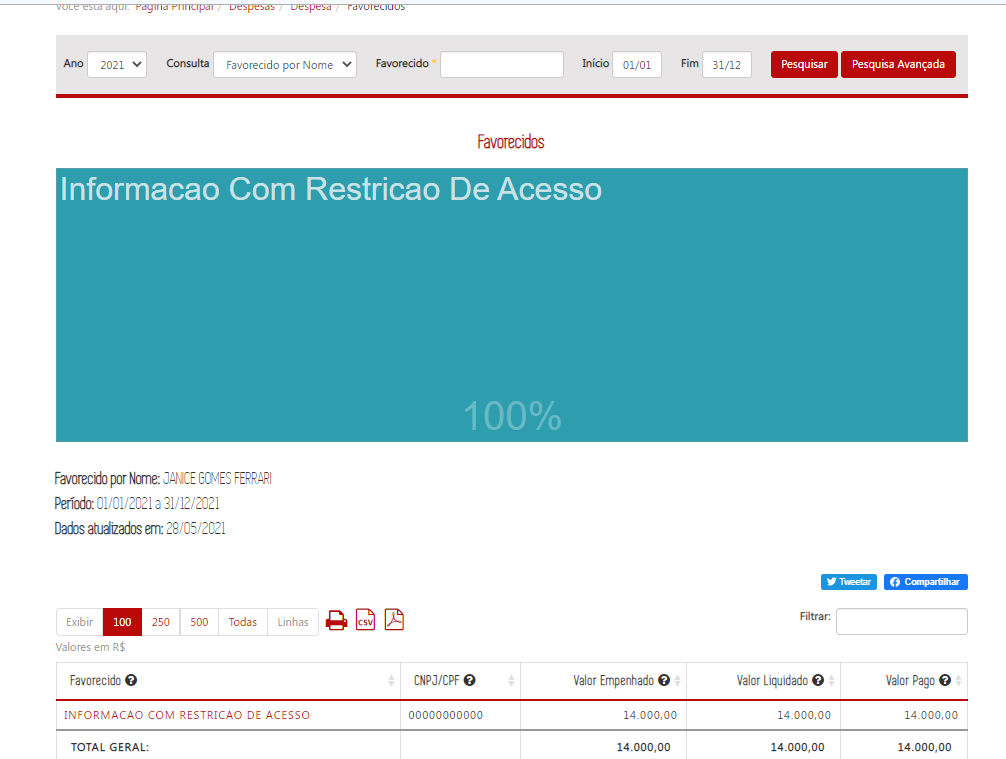 Você está aqui: Página Principal / Despesas / Despesa / Favorecidos
Ano 2021 Consulta Favorecido por Nome Favorecido * Início 01/01 Fim 31/12 Pesquisar Pesquisa Avançada
Favorecidos
Informacao Com Restricao De Acesso
100%
Favorecido por Nome: JANICE GOMES FERRARI
Período: 01/01/2021 a 31/12/2021
Dados atualizados em: 28/05/2021
Tweetar Compartilhar
Exibir 100 250 500 Todas Linhas CSV Filtrar:
Valores em R$
Favorecido ? CNPJ/CPF ? Valor Empenhado ? Valor Liquidado ? Valor Pago ?
INFORMACAO COM RESTRICAO DE ACESSO 00000000000 14.000,00 14.000,00 14.000,00
TOTAL GERAL: 14.000,00 14.000,00 14.000,00